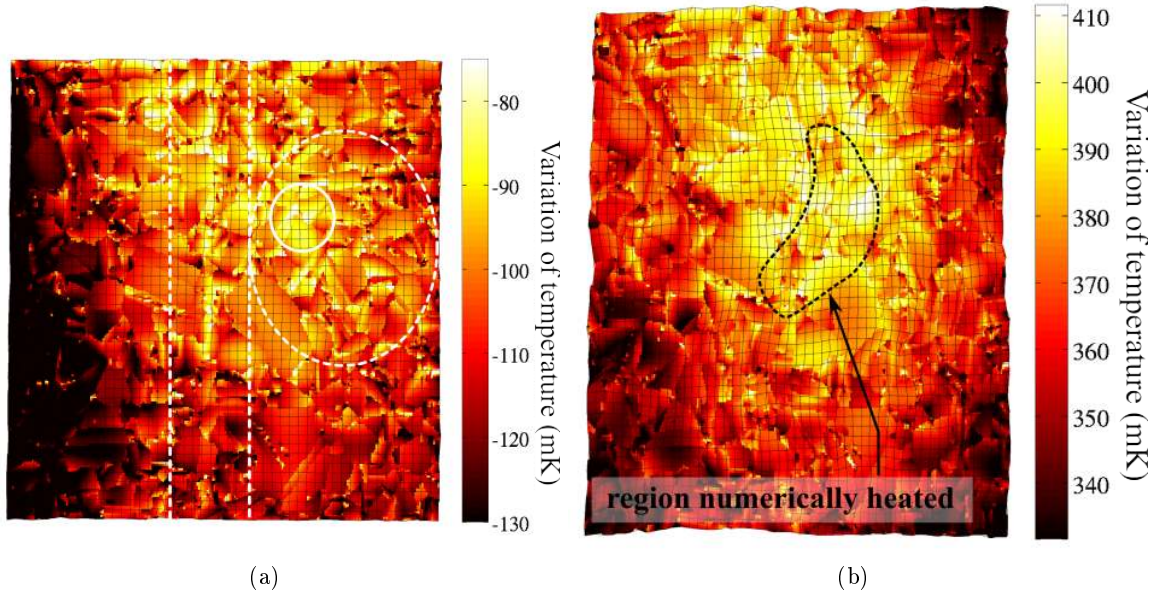 -80
-90
-100
-110
-120
-130
Variation of temperature (mK)
region numerically heated
410
400
390
380
370
360
350
340
Variation of temperature (mK)
(a)
(b)